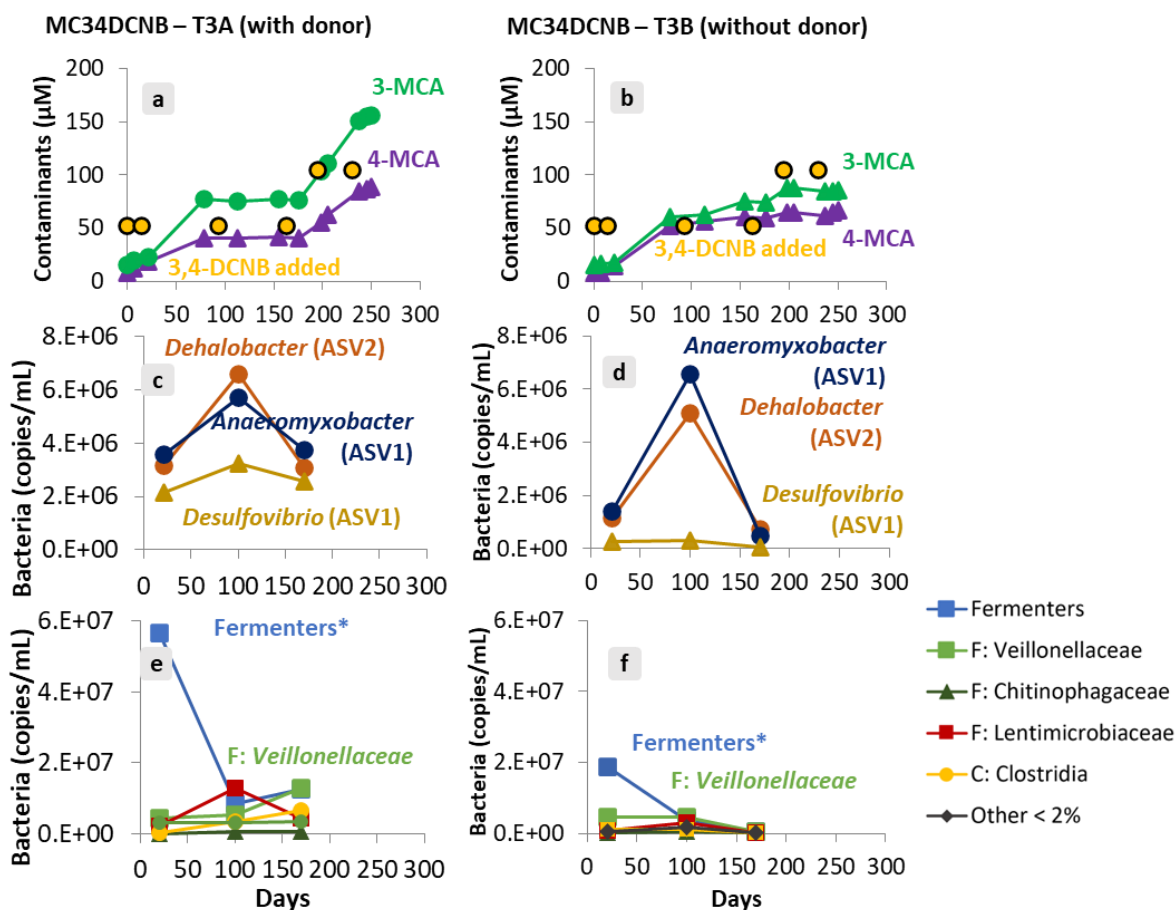 MC34DCNB – T3A (with donor)
MC34DCNB – T3B (without donor)
Contaminants (µM)
200
150
100
50
0
a
3-MCA
4-MCA
3,4-DCNB added
0 50 100 150 200 250 300
Contaminants (µM)
200
150
100
50
0
b
3-MCA
4-MCA
3,4-DCNB added
0 50 100 150 200 250 300
Bacteria (copies/mL)
8.E+06
6.E+06
4.E+06
2.E+06
0.E+00
c
Dehalobacter (ASV2)
Anaeromyxobacter
(ASV1)
Desulfovibrio (ASV1)
0 50 100 150 200 250 300
Bacteria (copies/mL)
8.E+06
6.E+06
4.E+06
2.E+06
0.E+00
d
Anaeromyxobacter
(ASV1)
Dehalobacter
(ASV2)
Desulfovibrio
(ASV1)
0 50 100 150 200 250 300
Bacteria (copies/mL)
6.E+07
4.E+07
2.E+07
0.E+00
e
Fermenters*
F: Veillonellaceae
0 50 100 150 200 250 300
Days
Bacteria (copies/mL)
6.E+07
4.E+07
2.E+07
0.E+00
f
Fermenters*
F: Veillonellaceae
0 50 100 150 200 250 300
Days
Fermenters
F: Veillonellaceae
F: Chitinophagaceae
F: Lentimicrobiaceae
C: Clostridia
Other < 2%